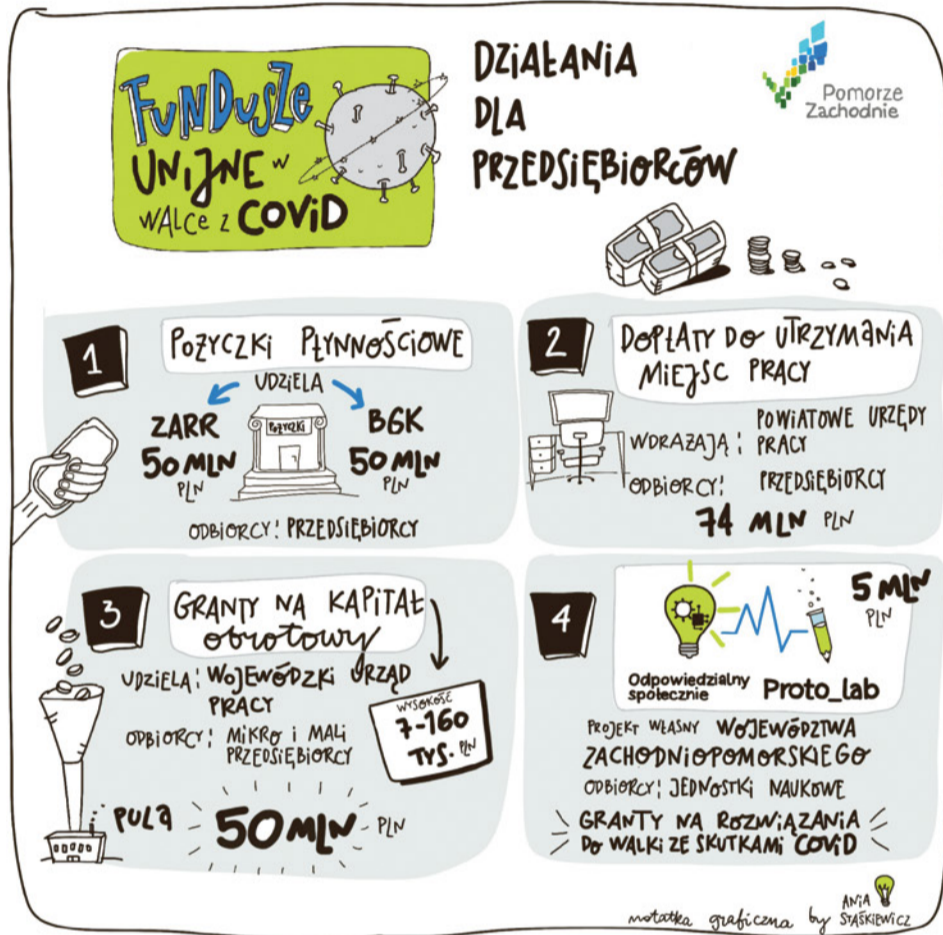 FUNDUSZE
UNIJNE W
WALCE Z COVID
DZIAŁANIA
DLA
PRZEDSIĘBIORCÓW
Pomorze
Zachodnie
1
POŻYCZKI PŁYNNOŚCIOWE
UDZIELA
ZARR
50 MLN
PLN
POŻYCZKI
BGK
50 MLN
PLN
ODBIORCY: PRZEDSIĘBIORCY
2
DOPŁATY DO UTRZYMANIA
MIEJSC PRACY
WDRAŻAJĄ: POWIATOWE URZĘDY
PRACY
ODBIORCY: PRZEDSIĘBIORCY
74 MLN PLN
3
GRANTY NA KAPITAŁ
obrotowy
UDZIELA: WOJEWÓDZKI URZĄD
PRACY
ODBIORCY: MIKRO I MALI
PRZEDSIĘBIORCY
WYSOKOŚĆ
7-160
TYS. PLN
PULA 50 MLN PLN
4
5 MLN
PLN
Odpowiedzialny
społecznie
Proto_lab
PROJEKT WŁASNY WOJEWÓDZTWA
ZACHODNIOPOMORSKIEGO
ODBIORCY: JEDNOSTKI NAUKOWE
GRANTY NA ROZWIĄZANIA
DO WALKI ZE SKUTKAMI COVID
notatka graficzna by ANIA
STAŚKIEWICZ